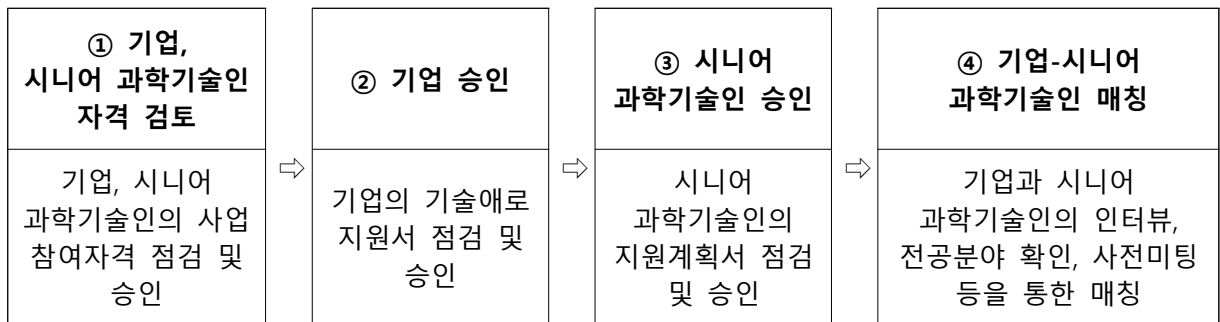 ① 기업,
시니어 과학기술인
자격 검토
기업, 시니어
과학기술인의 사업
참여자격 점검 및
승인
⇨
② 기업 승인
기업의 기술애로
지원서 점검 및
승인
⇨
③ 시니어
과학기술인 승인
시니어
과학기술인의
지원계획서 점검
및 승인
⇨
④ 기업-시니어
과학기술인 매칭
기업과 시니어
과학기술인의 인터뷰,
전공분야 확인, 사전미팅
등을 통한 매칭